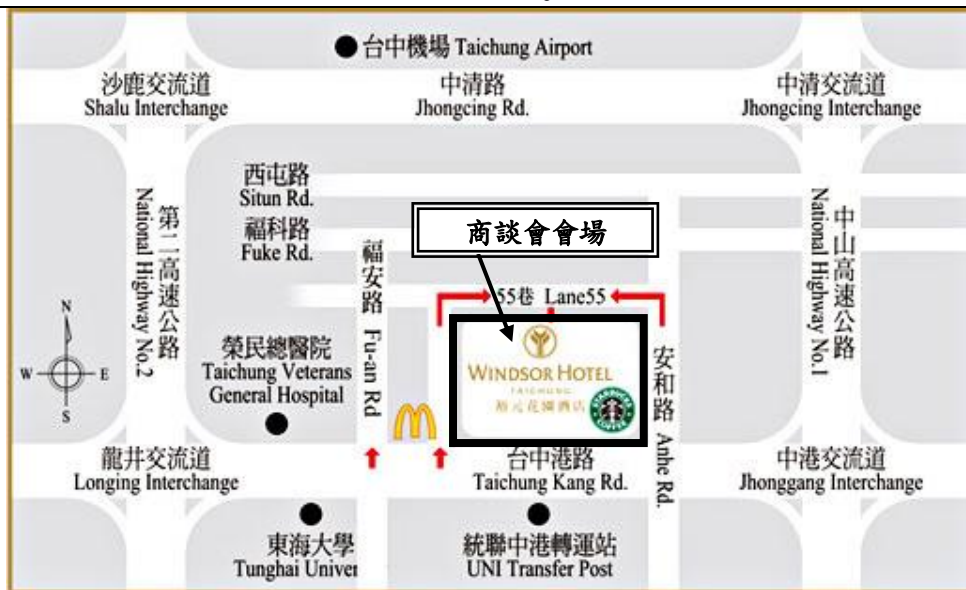 台中機場 Taichung Airport
沙鹿交流道
Shalu Interchange
中清路
Jhongcing Rd.
中清交流道
Jhongcing Interchange
西屯路
Situn Rd.
福科路
Fuke Rd.
商談會會場
第二高速公路
National Highway No.2
福安路 Fu-an Rd
55巷 Lane55
中山高速公路
National Highway No.1
N
W
E
S
榮民總醫院
Taichung Veterans
General Hospital
WINDSOR HOTEL
TAICHUNG
裕元花園酒店
STARBUCKS
COFFEE
安和路 Anhe Rd.
龍井交流道
Longing Interchange
台中港路
Taichung Kang Rd.
中港交流道
Jhonggang Interchange
東海大學
Tunghai Univer
統聯中港轉運站
UNI Transfer Post